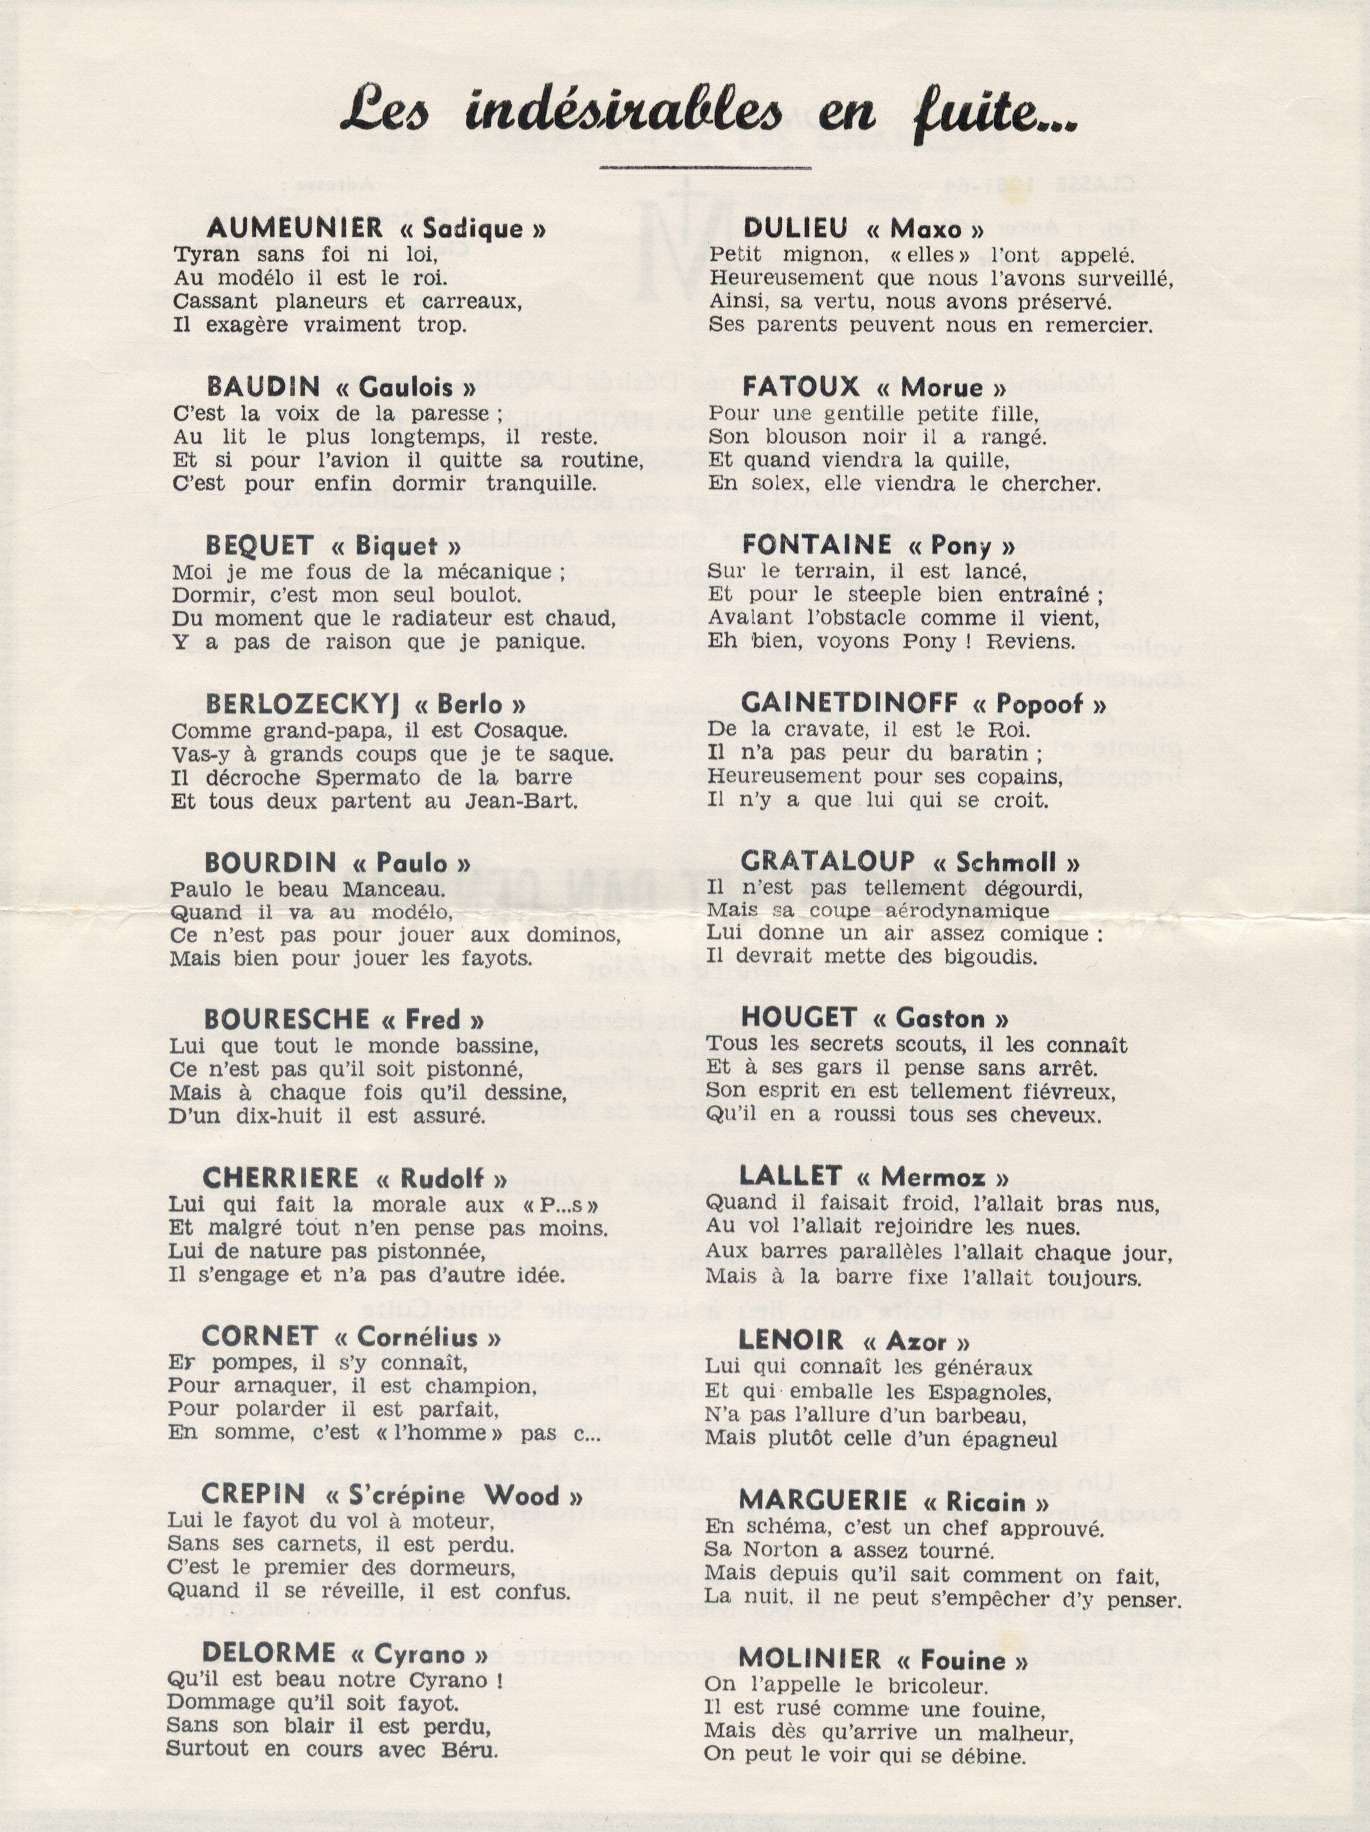 Les indésirables en fuite...
AUMEUNIER « Sadique »
Tyran sans foi ni loi,
Au modélo il est le roi.
Cassant planeurs et carreaux,
Il exagère vraiment trop.
BAUDIN « Gaulois »
C'est la voix de la paresse ;
Au lit le plus longtemps, il reste.
Et si pour l'avion il quitte sa routine,
C'est pour enfin dormir tranquille.
BEQUET « Biquet »
Moi je me fous de la mécanique ;
Dormir, c'est mon seul boulot.
Du moment que le radiateur est chaud,
Y a pas de raison que je panique.
BERLOZECKYJ « Berlo »
Comme grand-papa, il est Cosaque.
Vas-y à grands coups que je te saque.
Il décroche Spermato de la barre
Et tous deux partent au Jean-Bart.
BOURDIN « Paulo »
Paulo le beau Manceau.
Quand il va au modélo,
Ce n'est pas pour jouer aux dominos,
Mais bien pour jouer les fayots.
BOURESCHE « Fred »
Lui que tout le monde bassine,
Ce n'est pas qu'il soit pistonné,
Mais à chaque fois qu'il dessine,
D'un dix-huit il est assuré.
CHERRIERE « Rudolf »
Lui qui fait la morale aux « P...s »
Et malgré tout n'en pense pas moins.
Lui de nature pas pistonnée,
Il s'engage et n'a pas d'autre idée.
CORNET « Cornélius »
Er pompes, il s'y connaît,
Pour arnaquer, il est champion,
Pour polarder il est parfait,
En somme, c'est « l'homme » pas c...
CREPIN « S'crépine Wood »
Lui le fayot du vol à moteur,
Sans ses carnets, il est perdu.
C'est le premier des dormeurs,
Quand il se réveille, il est confus.
DELORME « Cyrano »
Qu'il est beau notre Cyrano !
Dommage qu'il soit fayot.
Sans son blair il est perdu,
Surtout en cours avec Béru.
DULIEU « Maxo »
Petit mignon, « elles » l'ont appelé.
Heureusement que nous l'avons surveillé,
Ainsi, sa vertu, nous avons préservé.
Ses parents peuvent nous en remercier.
FATOUX « Morue »
Pour une gentille petite fille,
Son blouson noir il a rangé.
Et quand viendra la quille,
En solex, elle viendra le chercher.
FONTAINE « Pony »
Sur le terrain, il est lancé,
Et pour le steeple bien entraîné ;
Avalant l'obstacle comme il vient,
Eh bien, voyons Pony ! Reviens.
GAINETDINOFF « Popoof »
De la cravate, il est le Roi.
Il n'a pas peur du baratin ;
Heureusement pour ses copains,
Il n'y a que lui qui se croit.
GRATALOUP « Schmoll »
Il n'est pas tellement dégourdi,
Mais sa coupe aérodynamique
Lui donne un air assez comique :
Il devrait mette des bigoudis.
HOUGET « Gaston »
Tous les secrets scouts, il les connaît
Et à ses gars il pense sans arrêt.
Son esprit en est tellement fiévreux,
Qu'il en a roussi tous ses cheveux.
LALLET « Mermoz »
Quand il faisait froid, l'allait bras nus,
Au vol l'allait rejoindre les nues.
Aux barres parallèles l'allait chaque jour,
Mais à la barre fixe l'allait toujours.
LENOIR « Azor »
Lui qui connaît les généraux
Et qui emballe les Espagnoles,
N'a pas l'allure d'un barbeau,
Mais plutôt celle d'un épagneul
MARGUERIE « Ricain »
En schéma, c'est un chef approuvé.
Sa Norton a assez tourné.
Mais depuis qu'il sait comment on fait,
La nuit, il ne peut s'empêcher d'y penser.
MOLINIER « Fouine »
On l'appelle le bricoleur.
Il est rusé comme une fouine,
Mais dès qu'arrive un malheur,
On peut le voir qui se débine.